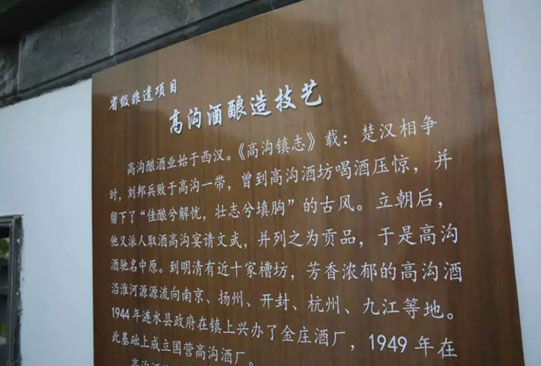 省级非遗项目
高沟酒酿造技艺
高沟酿酒业始于西汉。《高沟镇志》载：楚汉相争
时，刘邦兵败于高沟一带，曾到高沟酒坊喝酒压惊，并
留下了“佳酿兮解忧，壮志兮填胸”的古风。立朝后，
他又派人取酒高沟宴请文武，并列之为贡品，于是高沟
酒驰名中原。到明清有近十家槽坊，芳香浓郁的高沟酒
沿淮河源源流向南京、扬州、开封、杭州、九江等地。
1944年涟水县政府在镇上兴办了金庄酒厂，1949年在
此基础上成立国营高沟酒厂。